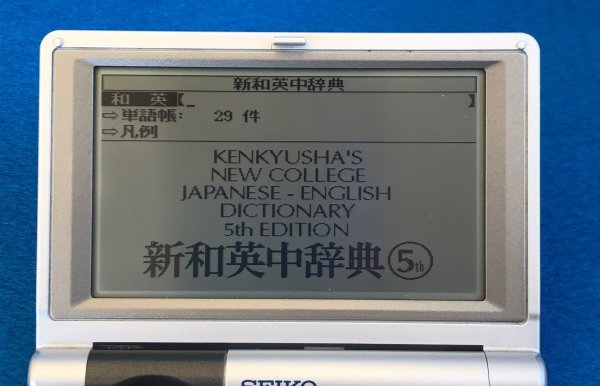 新和英中辞典
和 英【_ 】
⇨単語帳: 29 件
⇨凡例
KENKYUSHA'S
NEW COLLEGE
JAPANESE - ENGLISH
DICTIONARY
5th EDITION
新和英中辞典 5th
SEIKO